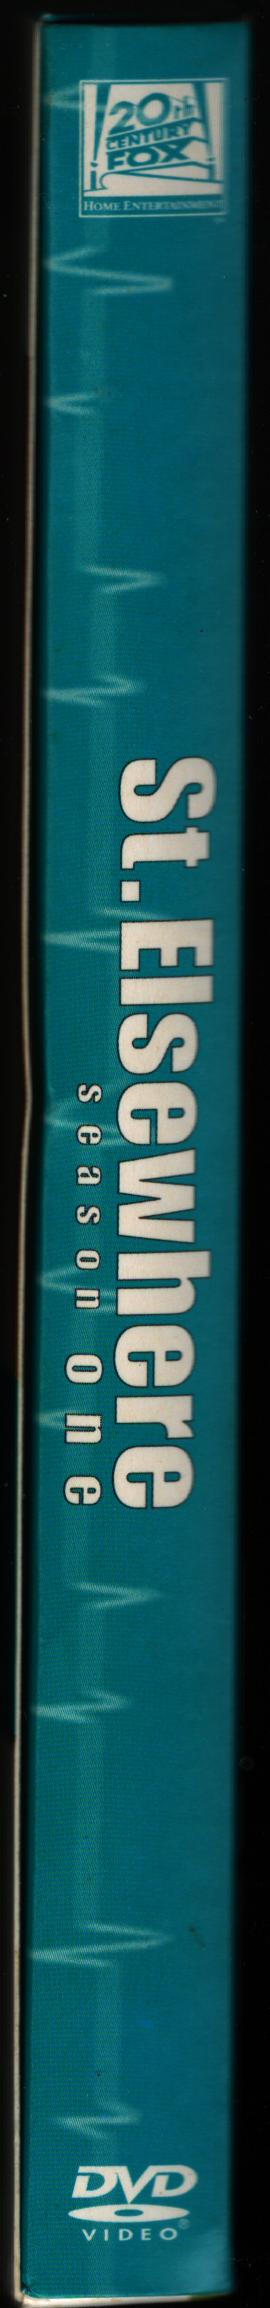 20th
CENTURY
FOX
HOME ENTERTAINMENT
St. Elsewhere
season one
DVD
VIDEO®